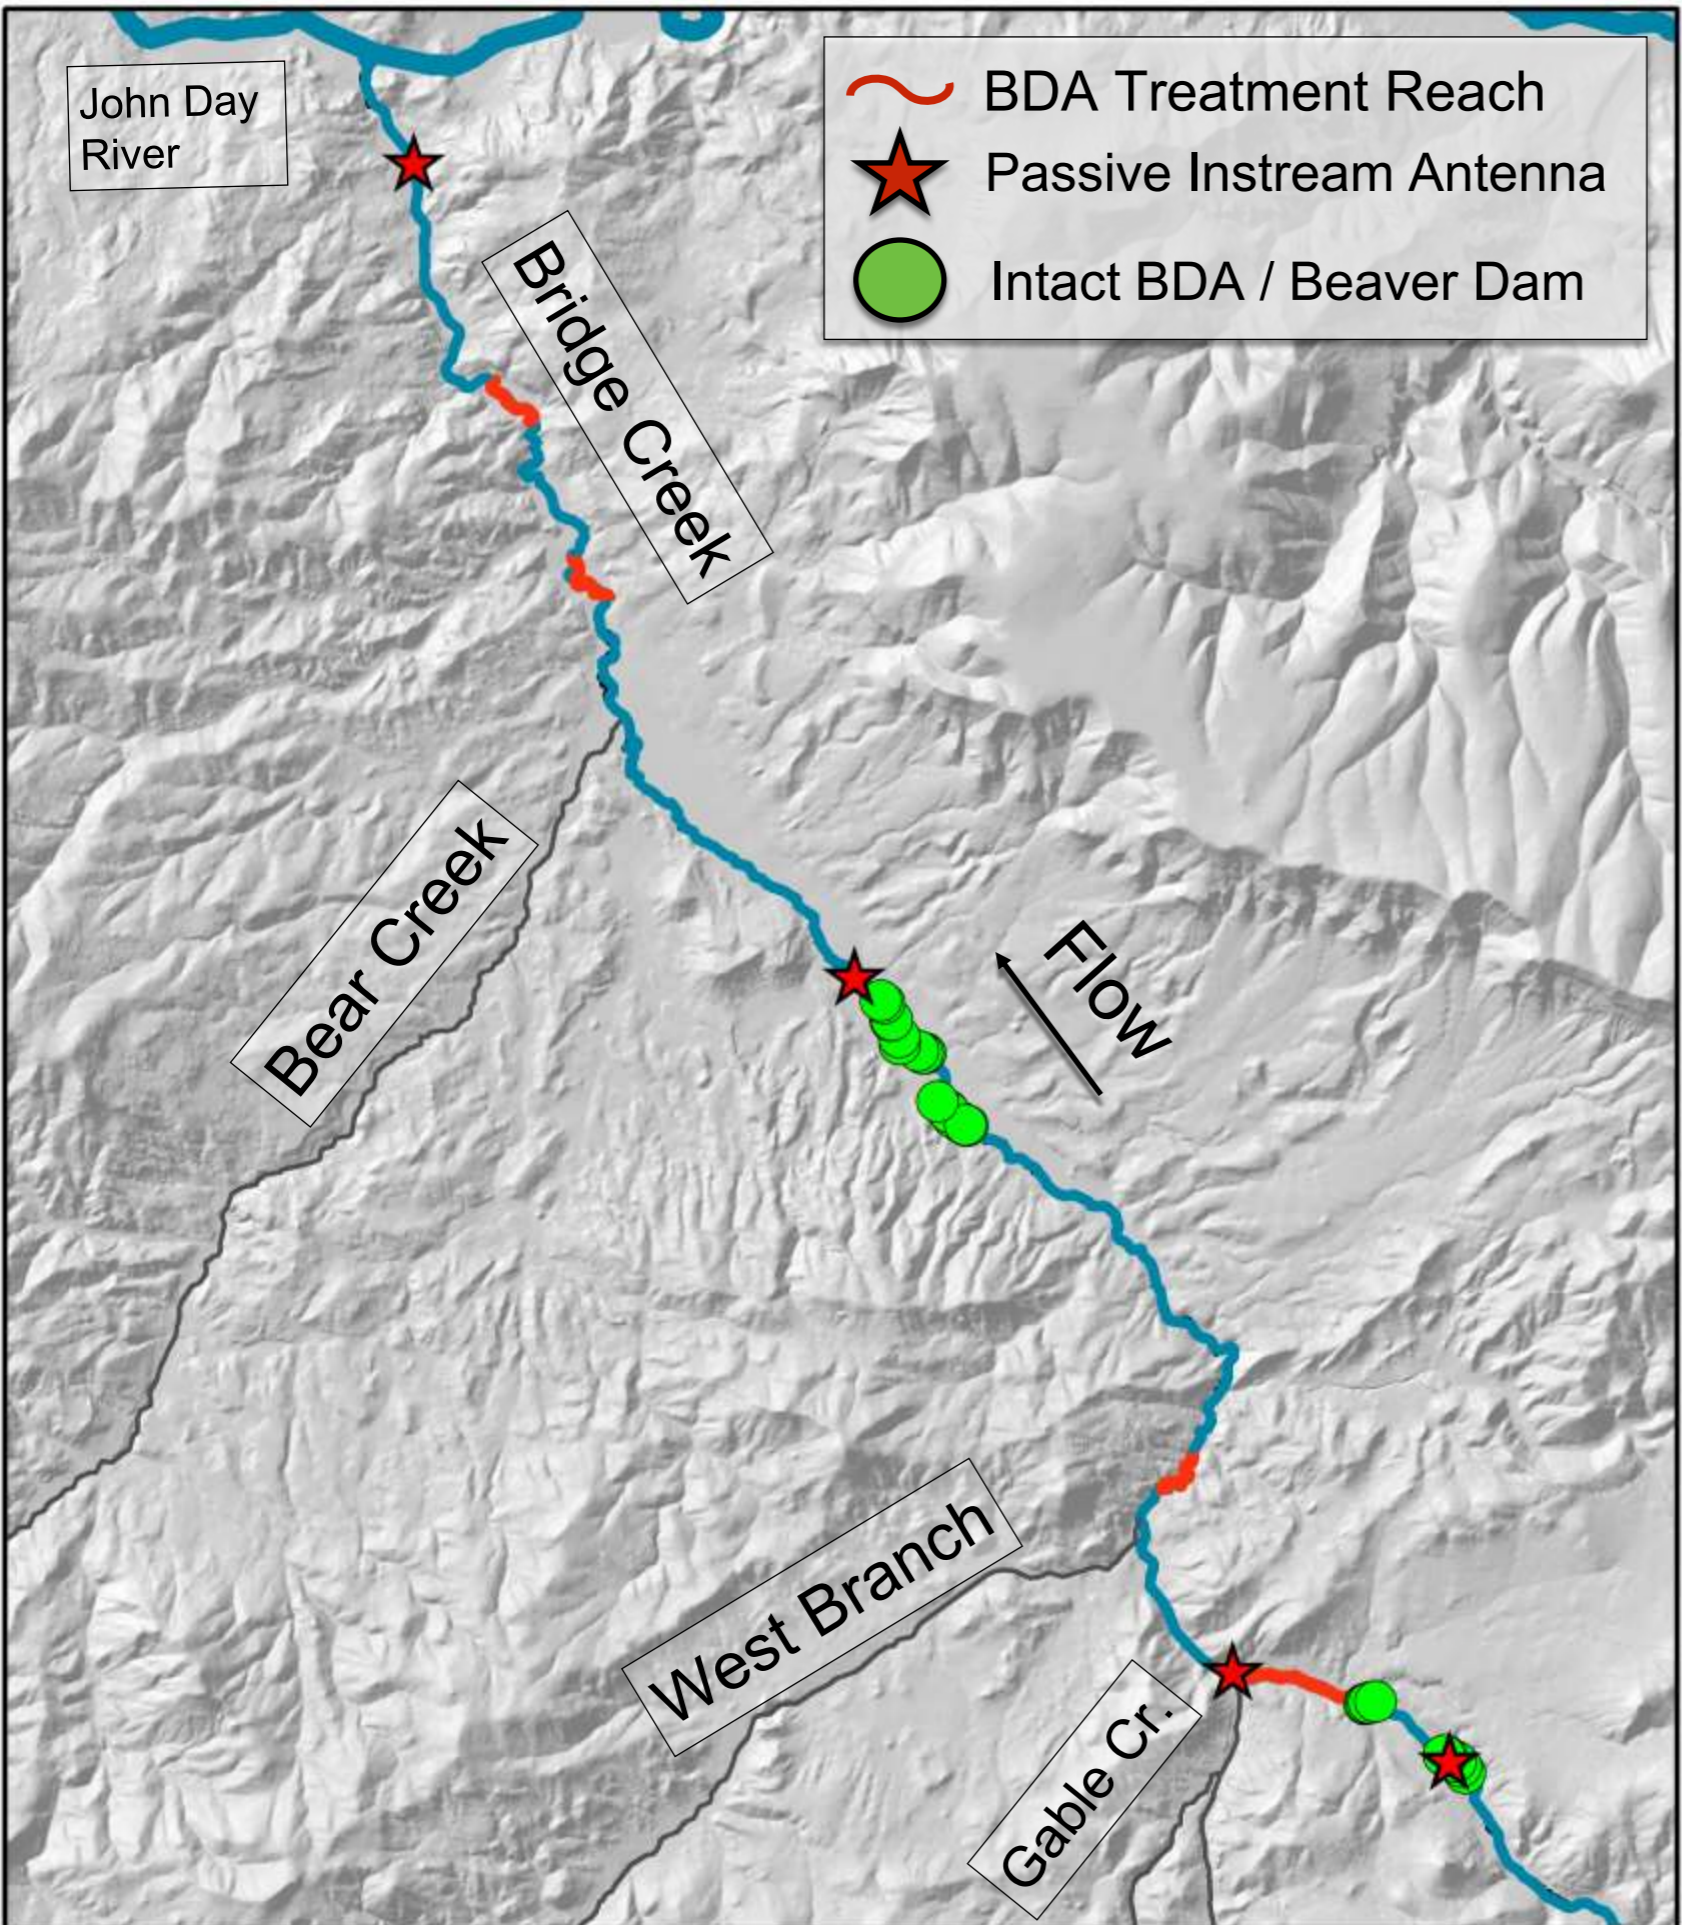 John Day
River
BDA Treatment Reach
Passive Instream Antenna
Intact BDA / Beaver Dam
Bridge Creek
Bear Creek
Flow
West Branch
Gable Cr.